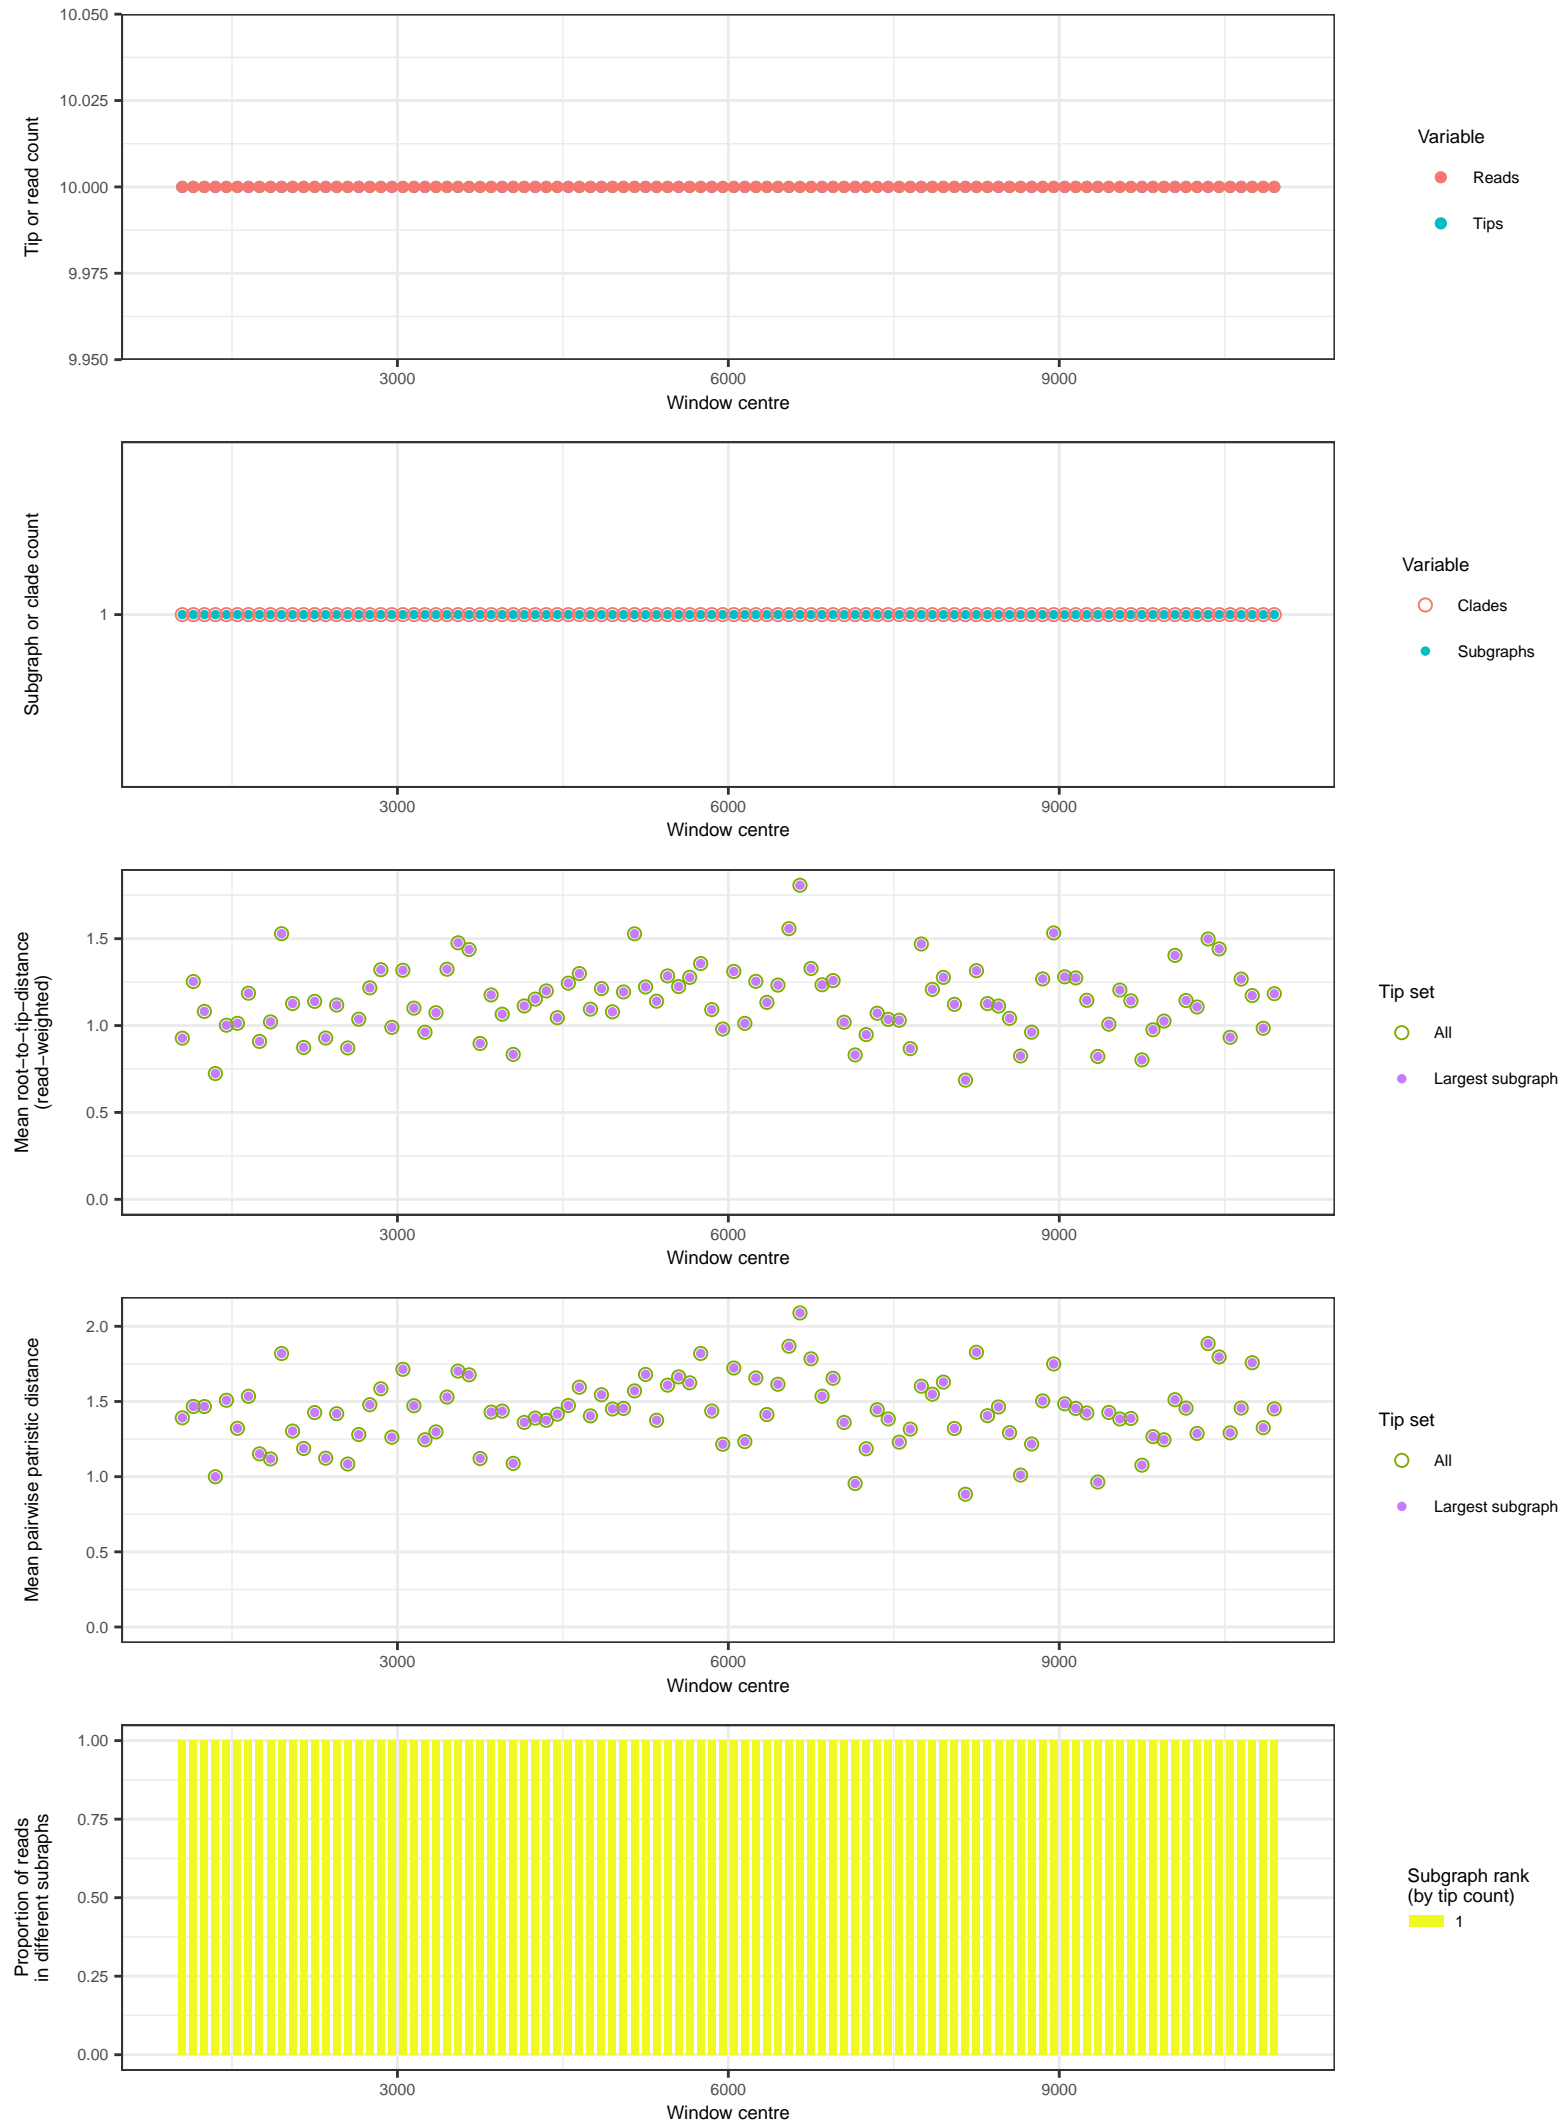 10.050
10.025
10.000
9.975
9.950
Tip or read count
3000
6000
9000
Window centre
Variable
Reads
Tips
1
Subgraph or clade count
3000
6000
9000
Window centre
Variable
Clades
Subgraphs
1.5
1.0
0.5
0.0
Mean root−to−tip−distance
(read−weighted)
3000
6000
9000
Window centre
Tip set
All
Largest subgraph
2.0
1.5
1.0
0.5
0.0
Mean pairwise patristic distance
3000
6000
9000
Window centre
Tip set
All
Largest subgraph
1.00
0.75
0.50
0.25
0.00
Proportion of reads
in different subraphs
3000
6000
9000
Window centre
Subgraph rank
(by tip count)
1